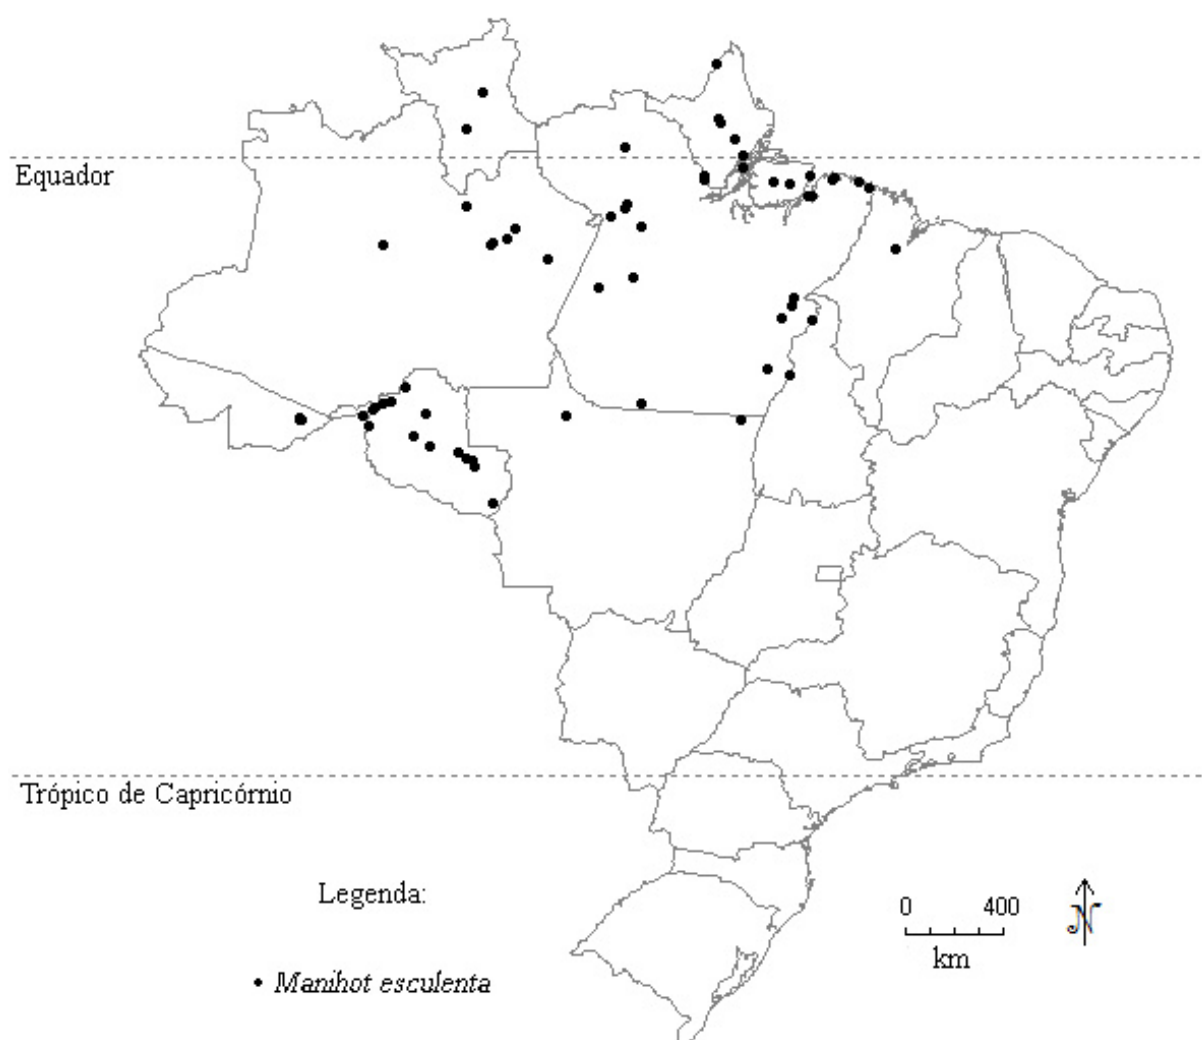 Equador
Trópico de Capricórnio
Legenda:
• Manihot esculenta
0 400
km
N